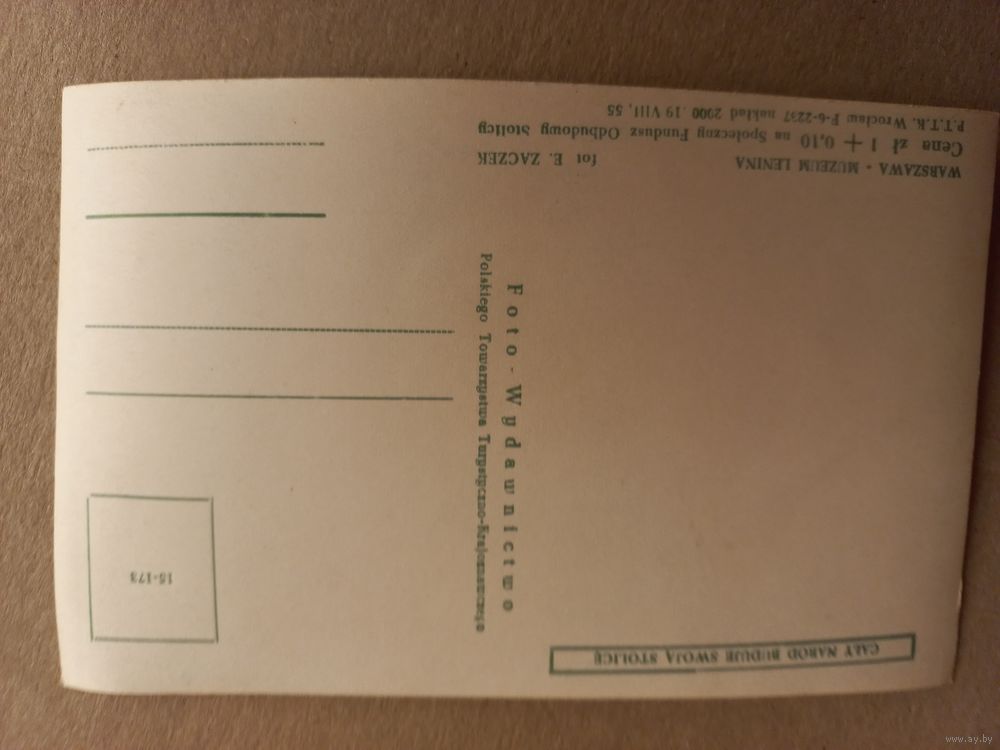 CAŁY NARÓD BUDUJE SWOJĄ STOLICĘ
15-173
Foto-Wydawnictwo
Polskiego Towarzystwa Turystyczno-Krajoznawczego
WARSZAWA - MUZEUM LENINA
fot E. ZACZEK
Cena zł 1 + 0,10 na Społeczny Fundusz Odbudowy Stolicy
P.T.T.K. Wrocław F-6-2237 nakład 2000 19 VIII, 55
www.ay.by